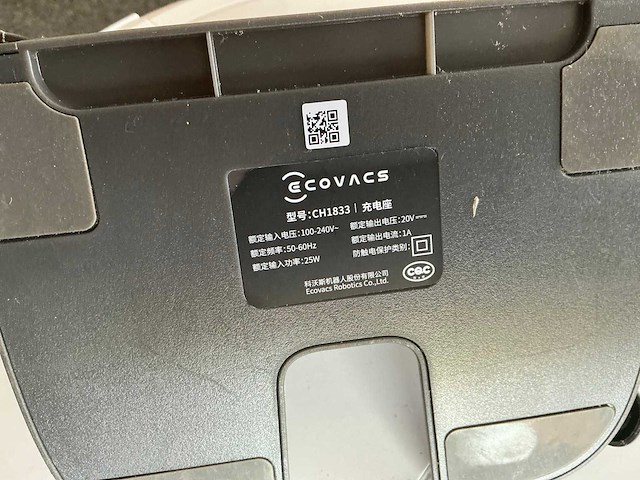 ECOVACS
型号:CH1833 | 充电座
额定输入电压:100-240V~ 额定输出电压:20V⎓
额定频率:50-60Hz 额定输出电流:1A
额定输入功率:25W 防触电保护类别:
科沃斯机器人股份有限公司
Ecovacs Robotics Co.,Ltd.
CQC